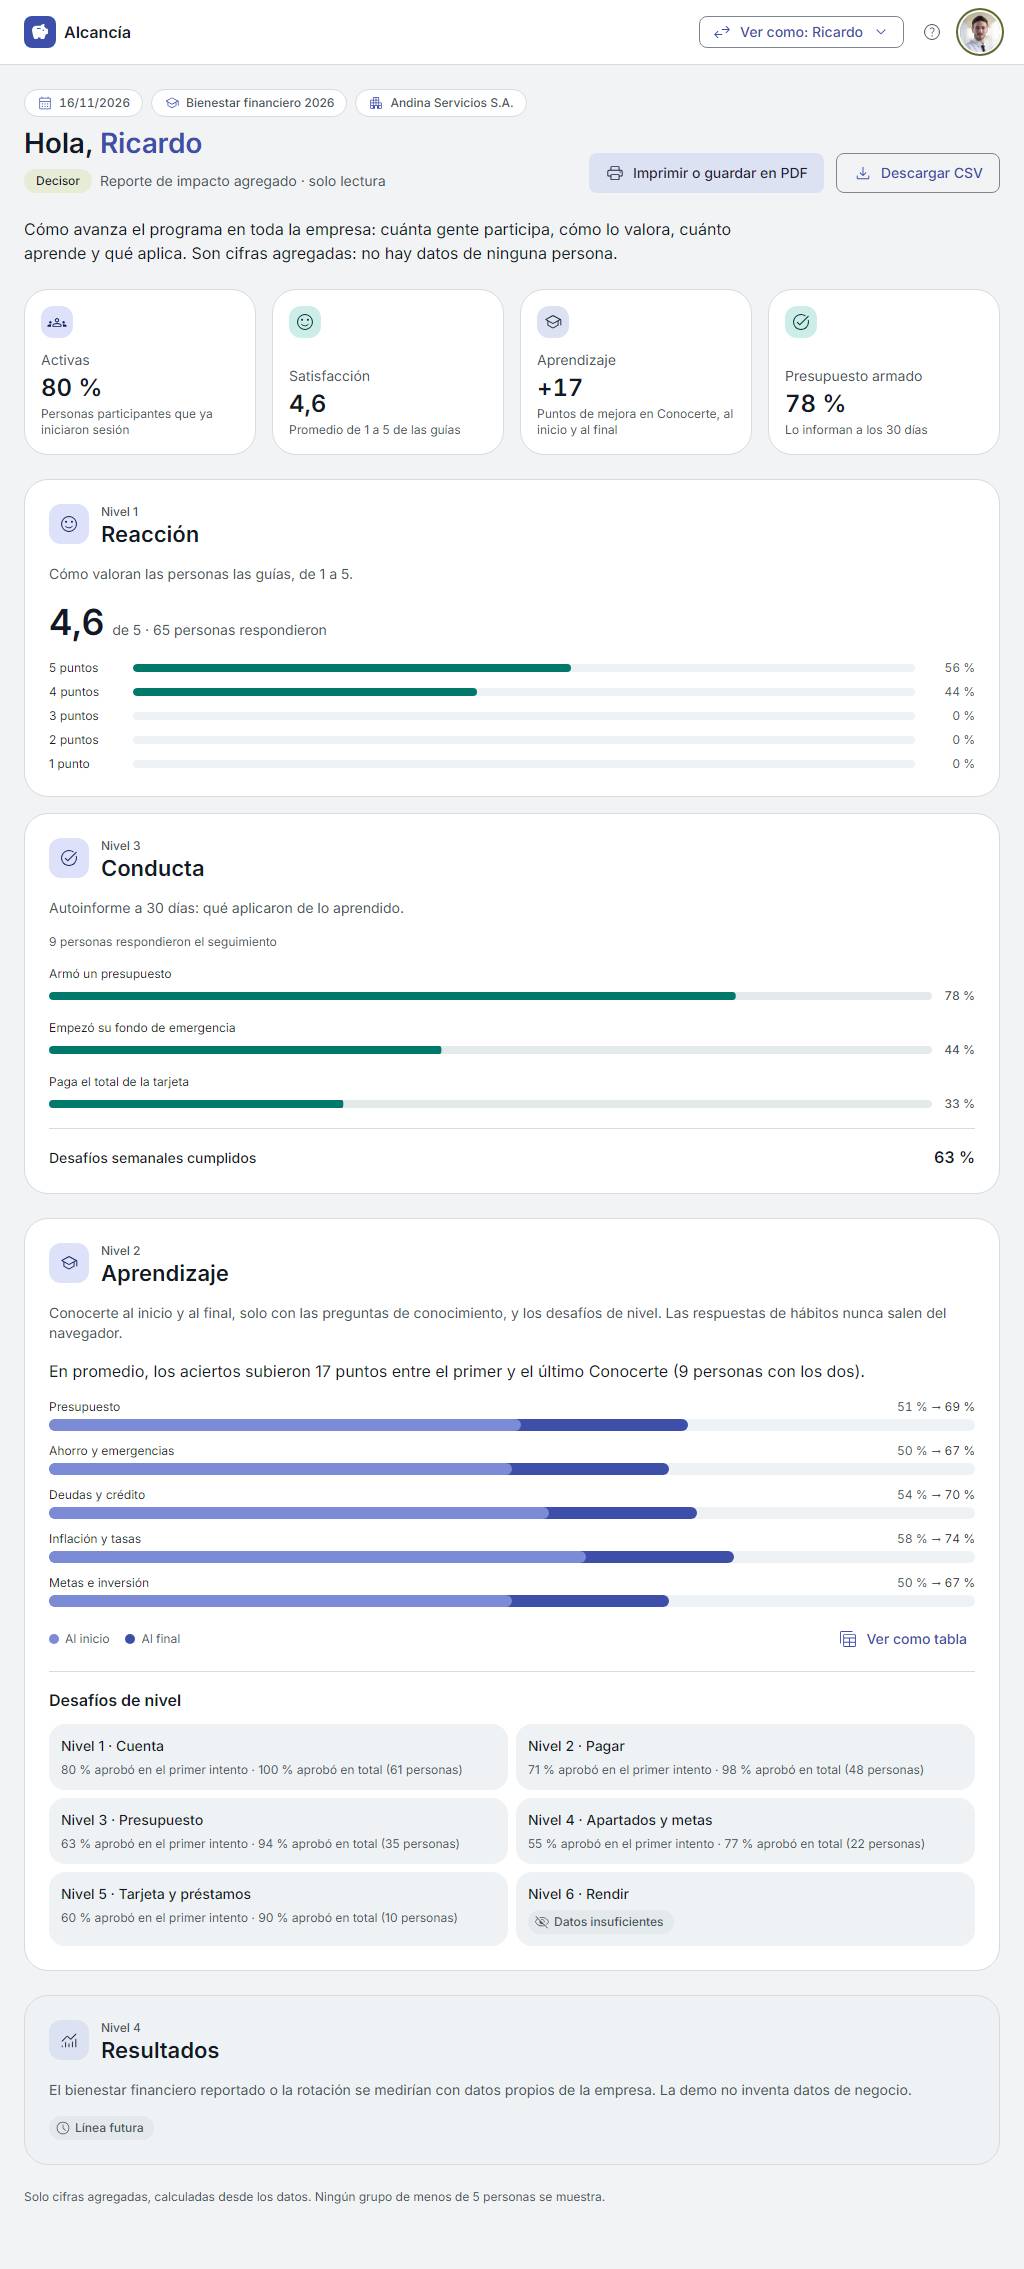 Alcancía
Ver como: Ricardo
16/11/2026
Bienestar financiero 2026
Andina Servicios S.A.
Hola, Ricardo
Decisor
Reporte de impacto agregado · solo lectura
Imprimir o guardar en PDF
Descargar CSV
Cómo avanza el programa en toda la empresa: cuánta gente participa, cómo lo valora, cuánto
aprende y qué aplica. Son cifras agregadas: no hay datos de ninguna persona.
Activas
80 %
Personas participantes que ya
iniciaron sesión
Satisfacción
4,6
Promedio de 1 a 5 de las guías
Aprendizaje
+17
Puntos de mejora en Conocerte, al
inicio y al final
Presupuesto armado
78 %
Lo informan a los 30 días
Nivel 1
Reacción
Cómo valoran las personas las guías, de 1 a 5.
4,6 de 5 · 65 personas respondieron
5 puntos 56 %
4 puntos 44 %
3 puntos 0 %
2 puntos 0 %
1 punto 0 %
Nivel 3
Conducta
Autoinforme a 30 días: qué aplicaron de lo aprendido.
9 personas respondieron el seguimiento
Armó un presupuesto
78 %
Empezó su fondo de emergencia
44 %
Paga el total de la tarjeta
33 %
Desafíos semanales cumplidos 63 %
Nivel 2
Aprendizaje
Conocerte al inicio y al final, solo con las preguntas de conocimiento, y los desafíos de nivel. Las respuestas de hábitos nunca salen del
navegador.
En promedio, los aciertos subieron 17 puntos entre el primer y el último Conocerte (9 personas con los dos).
Presupuesto 51 % → 69 %
Ahorro y emergencias 50 % → 67 %
Deudas y crédito 54 % → 70 %
Inflación y tasas 58 % → 74 %
Metas e inversión 50 % → 67 %
Al inicio
Al final
Ver como tabla
Desafíos de nivel
Nivel 1 · Cuenta
80 % aprobó en el primer intento · 100 % aprobó en total (61 personas)
Nivel 2 · Pagar
71 % aprobó en el primer intento · 98 % aprobó en total (48 personas)
Nivel 3 · Presupuesto
63 % aprobó en el primer intento · 94 % aprobó en total (35 personas)
Nivel 4 · Apartados y metas
55 % aprobó en el primer intento · 77 % aprobó en total (22 personas)
Nivel 5 · Tarjeta y préstamos
60 % aprobó en el primer intento · 90 % aprobó en total (10 personas)
Nivel 6 · Rendir
Datos insuficientes
Nivel 4
Resultados
El bienestar financiero reportado o la rotación se medirían con datos propios de la empresa. La demo no inventa datos de negocio.
Línea futura
Solo cifras agregadas, calculadas desde los datos. Ningún grupo de menos de 5 personas se muestra.